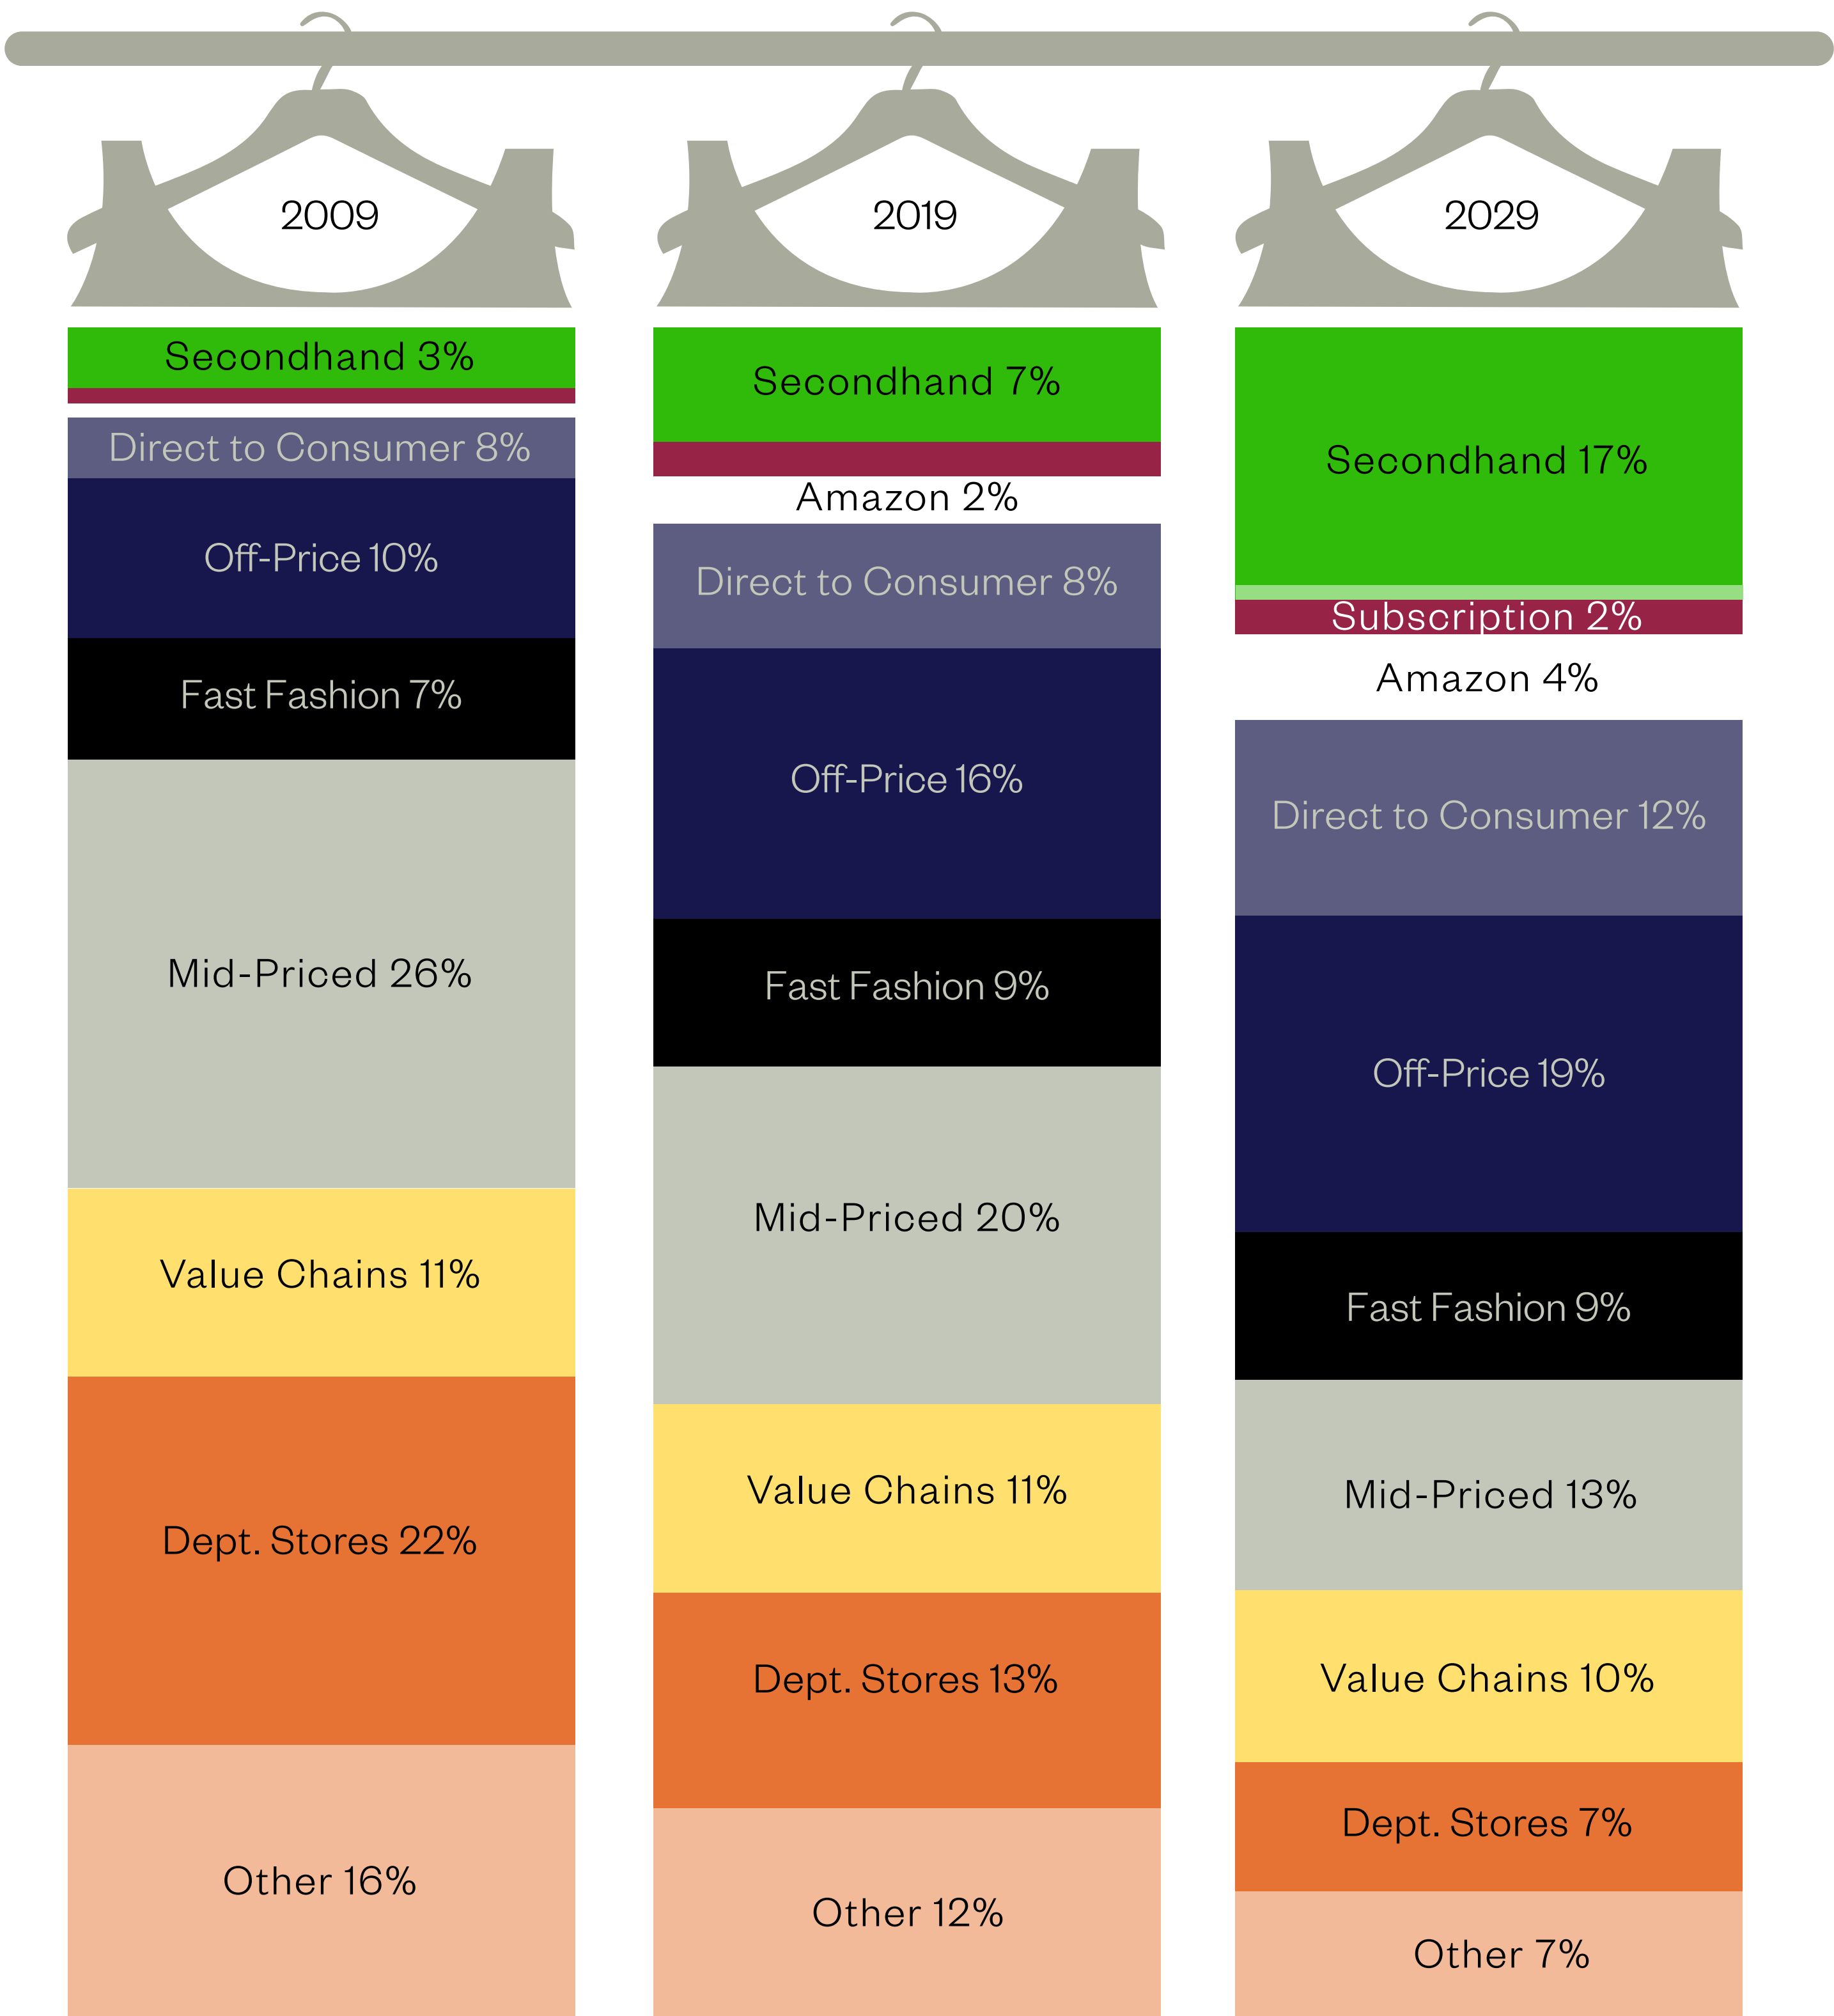 2009
Secondhand 3%
Direct to Consumer 8%
Off-Price 10%
Fast Fashion 7%
Mid-Priced 26%
Value Chains 11%
Dept. Stores 22%
Other 16%
2019
Secondhand 7%
Amazon 2%
Direct to Consumer 8%
Off-Price 16%
Fast Fashion 9%
Mid-Priced 20%
Value Chains 11%
Dept. Stores 13%
Other 12%
2029
Secondhand 17%
Subscription 2%
Amazon 4%
Direct to Consumer 12%
Off-Price 19%
Fast Fashion 9%
Mid-Priced 13%
Value Chains 10%
Dept. Stores 7%
Other 7%